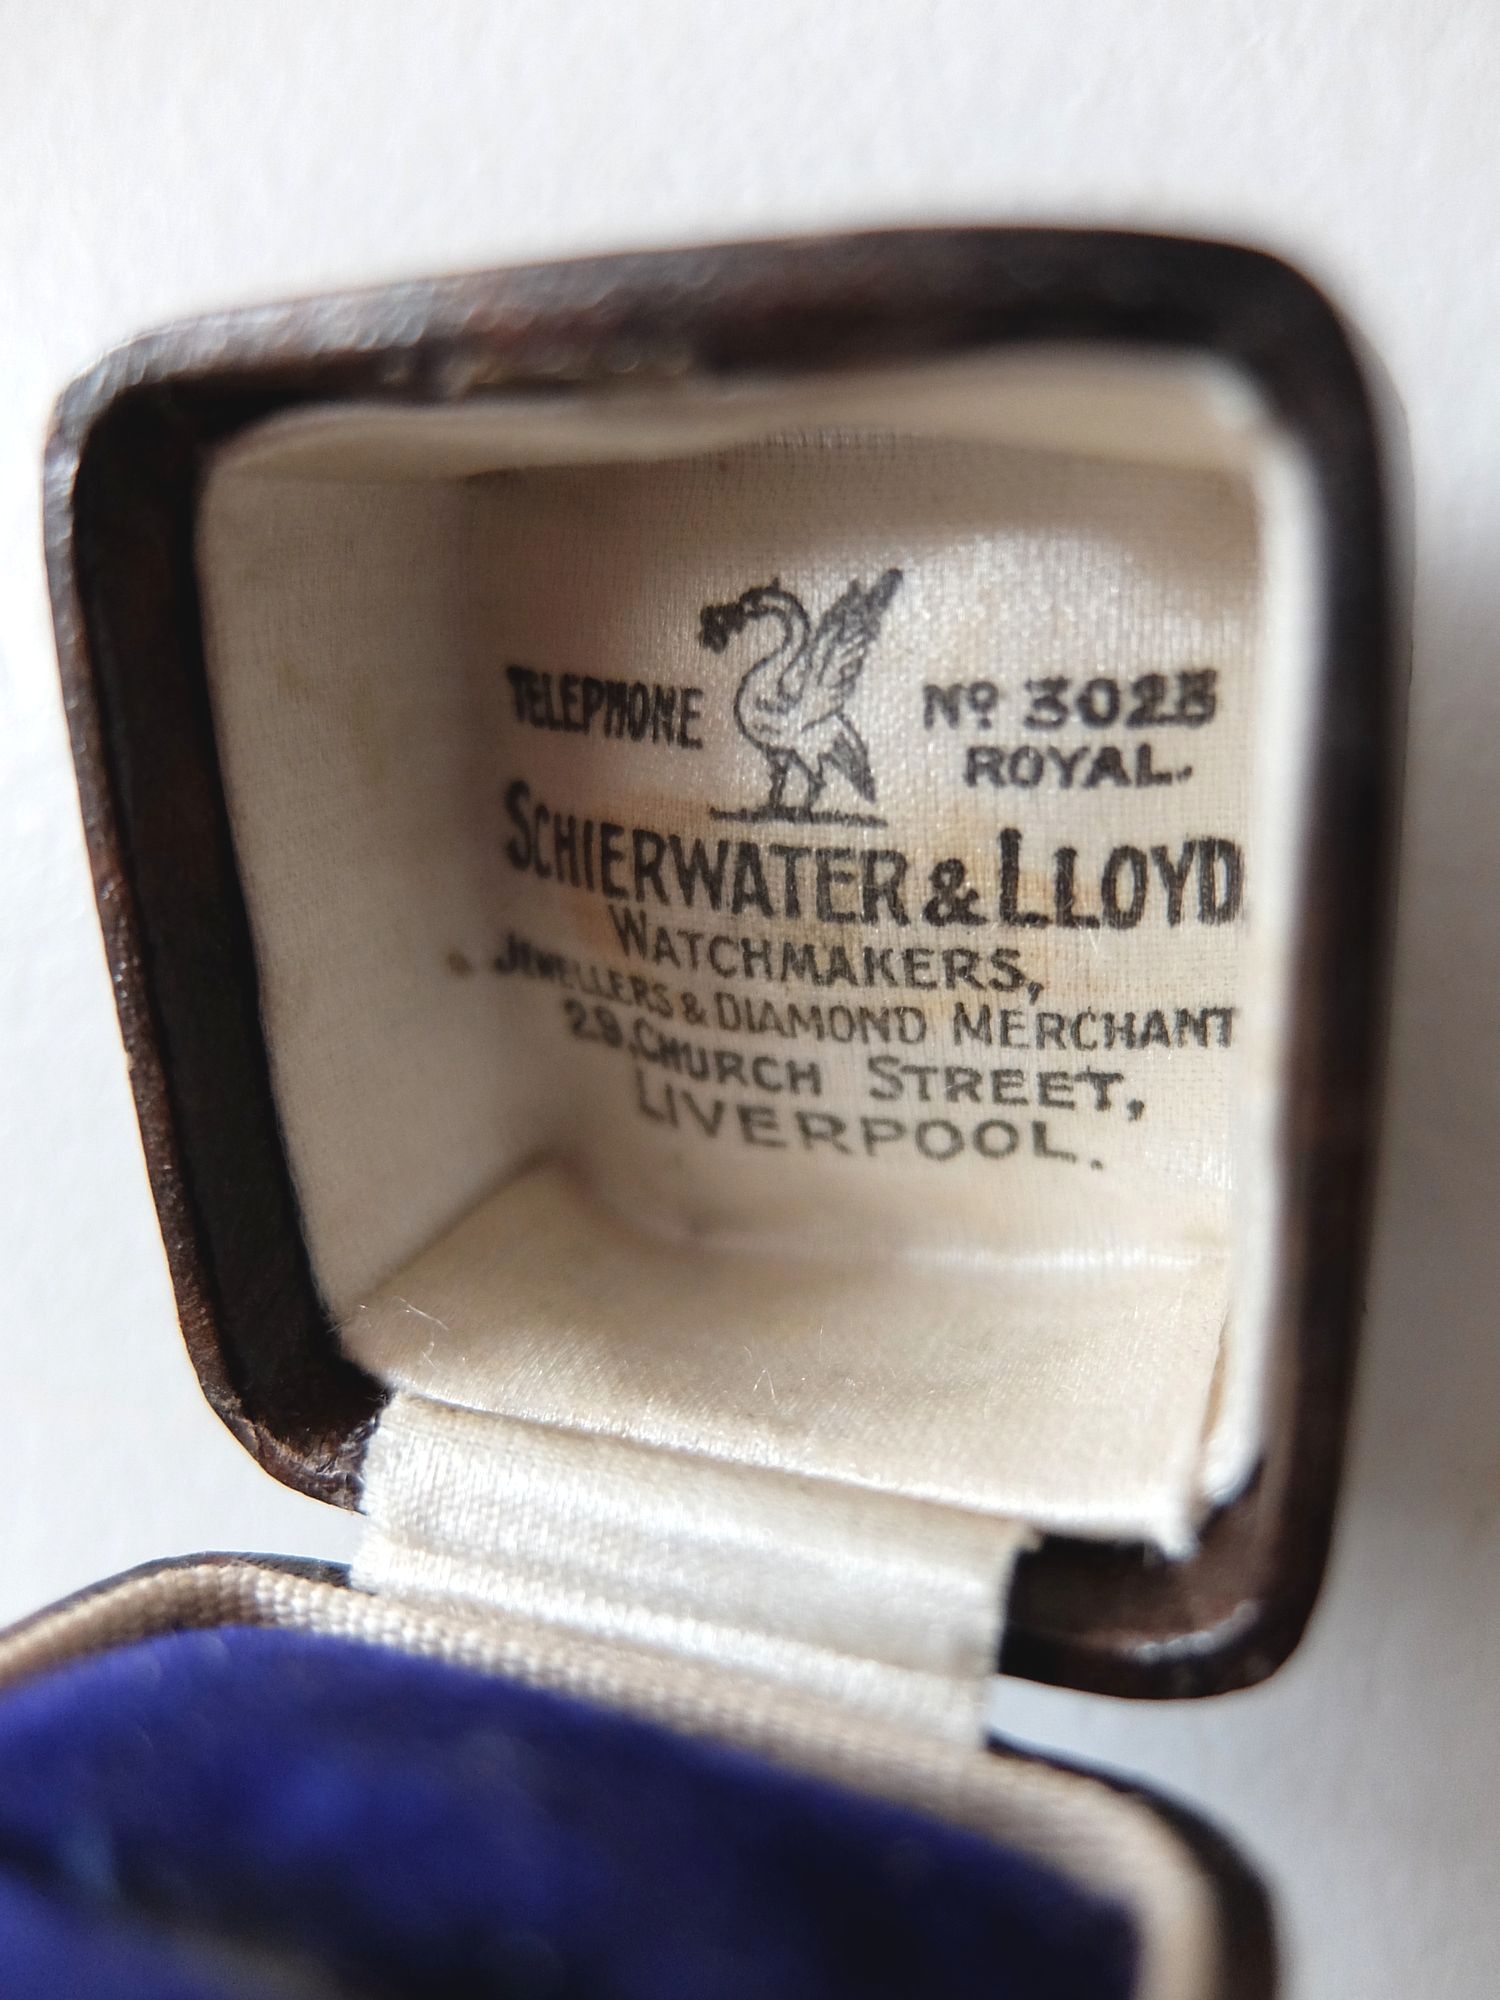 TELEPHONE Nº 3025
ROYAL.
SCHIERWATER & LLOYD
WATCHMAKERS,
JEWELLERS & DIAMOND MERCHANT
29, CHURCH STREET,
LIVERPOOL.